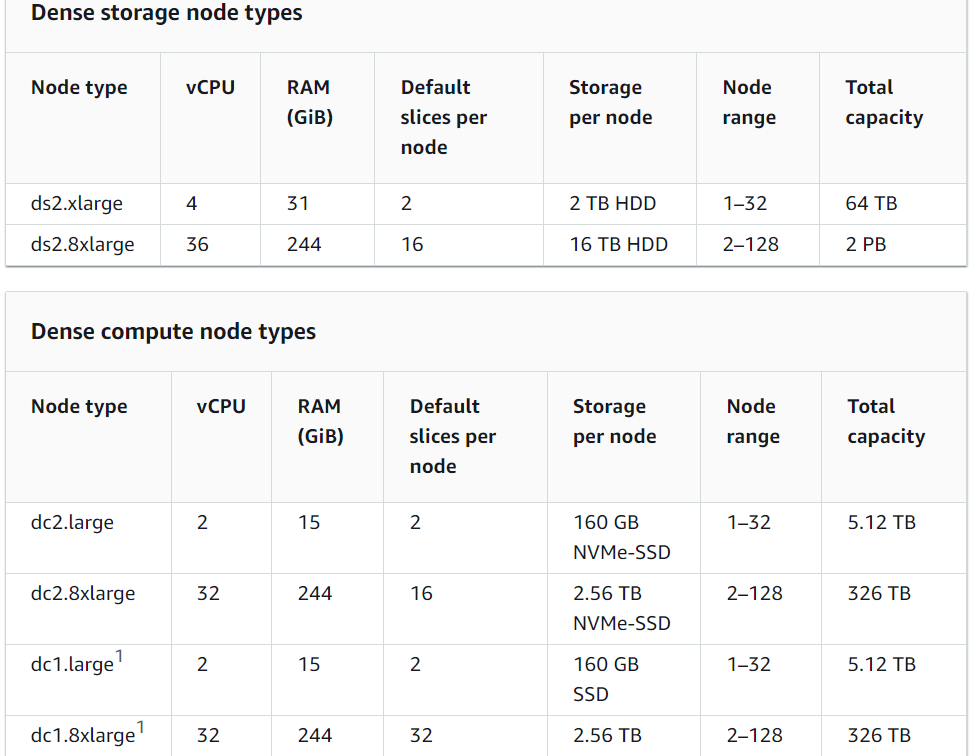 Dense storage node types
Node type vCPU RAM (GiB) Default slices per node Storage per node Node range Total capacity
ds2.xlarge 4 31 2 2 TB HDD 1–32 64 TB
ds2.8xlarge 36 244 16 16 TB HDD 2–128 2 PB
Dense compute node types
Node type vCPU RAM (GiB) Default slices per node Storage per node Node range Total capacity
dc2.large 2 15 2 160 GB NVMe-SSD 1–32 5.12 TB
dc2.8xlarge 32 244 16 2.56 TB NVMe-SSD 2–128 326 TB
dc1.large1 2 15 2 160 GB SSD 1–32 5.12 TB
dc1.8xlarge1 32 244 32 2.56 TB 2–128 326 TB